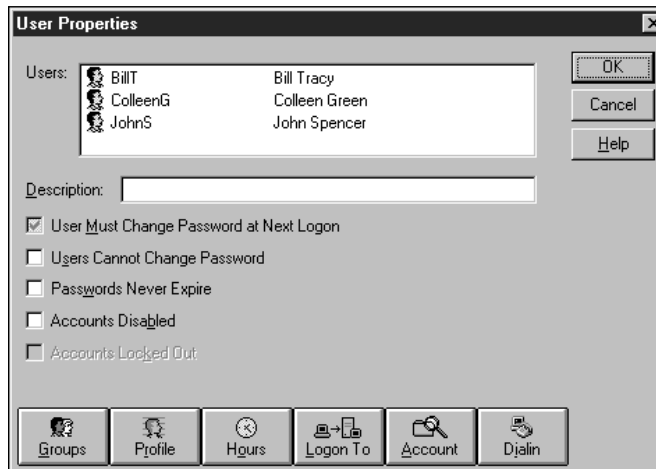 User Properties
Users:
BillT Bill Tracy
ColleenG Colleen Green
JohnS John Spencer
OK
Cancel
Help
Description:
User Must Change Password at Next Logon
Users Cannot Change Password
Passwords Never Expire
Accounts Disabled
Accounts Locked Out
Groups Profile Hours Logon To Account Dialin